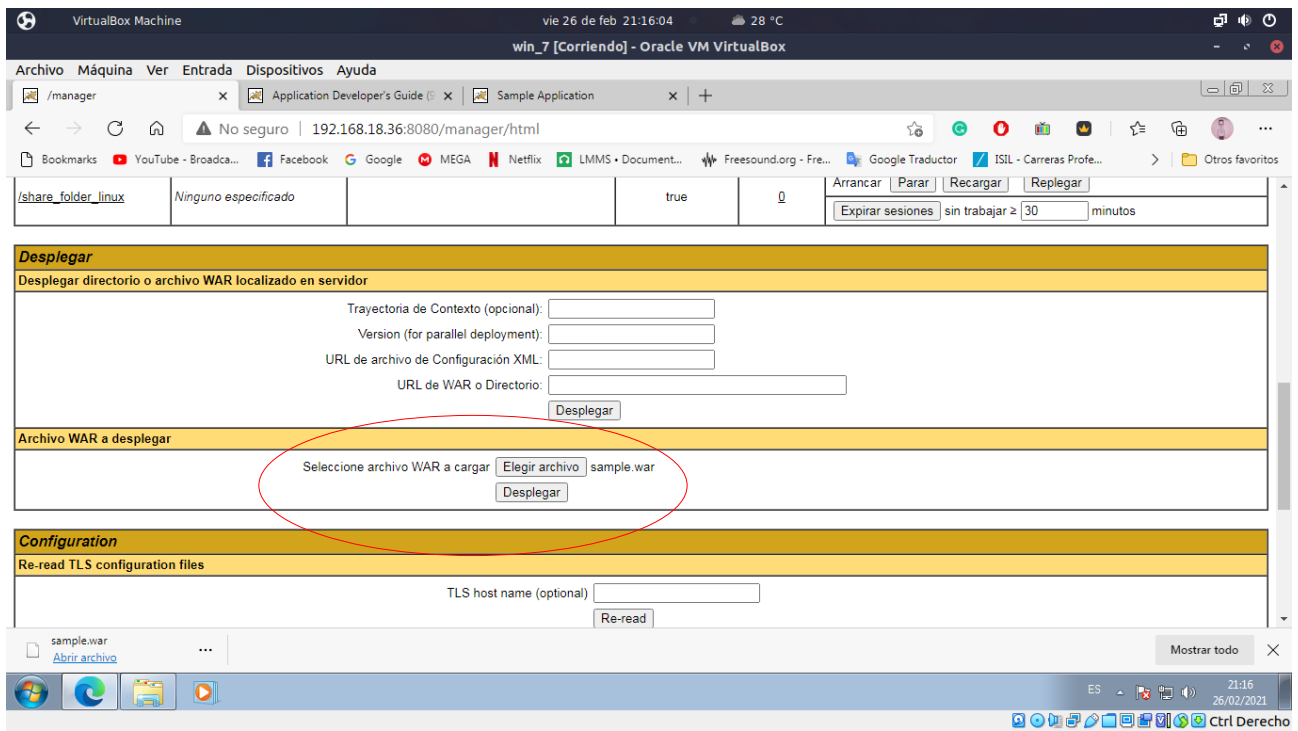 VirtualBox Machine vie 26 de feb 21:16:04 28 °C
win_7 [Corriendo] - Oracle VM VirtualBox
Archivo Máquina Ver Entrada Dispositivos Ayuda
/manager Application Developer's Guide (9 Sample Application
No seguro 192.168.18.36:8080/manager/html
Bookmarks YouTube - Broadca... Facebook Google MEGA Netflix LMMS • Document... Freesound.org - Fre... Google Traductor ISIL - Carreras Profe... Otros favoritos
/share_folder_linux Ninguno especificado true 0 Arrancar Parar Recargar Replegar
Expirar sesiones sin trabajar ≥ 30 minutos
Desplegar
Desplegar directorio o archivo WAR localizado en servidor
Trayectoria de Contexto (opcional):
Version (for parallel deployment):
URL de archivo de Configuración XML:
URL de WAR o Directorio:
Desplegar
Archivo WAR a desplegar
Seleccione archivo WAR a cargar Elegir archivo sample.war
Desplegar
Configuration
Re-read TLS configuration files
TLS host name (optional)
Re-read
sample.war
Abrir archivo
Mostrar todo
ES 21:16
26/02/2021
Ctrl Derecho